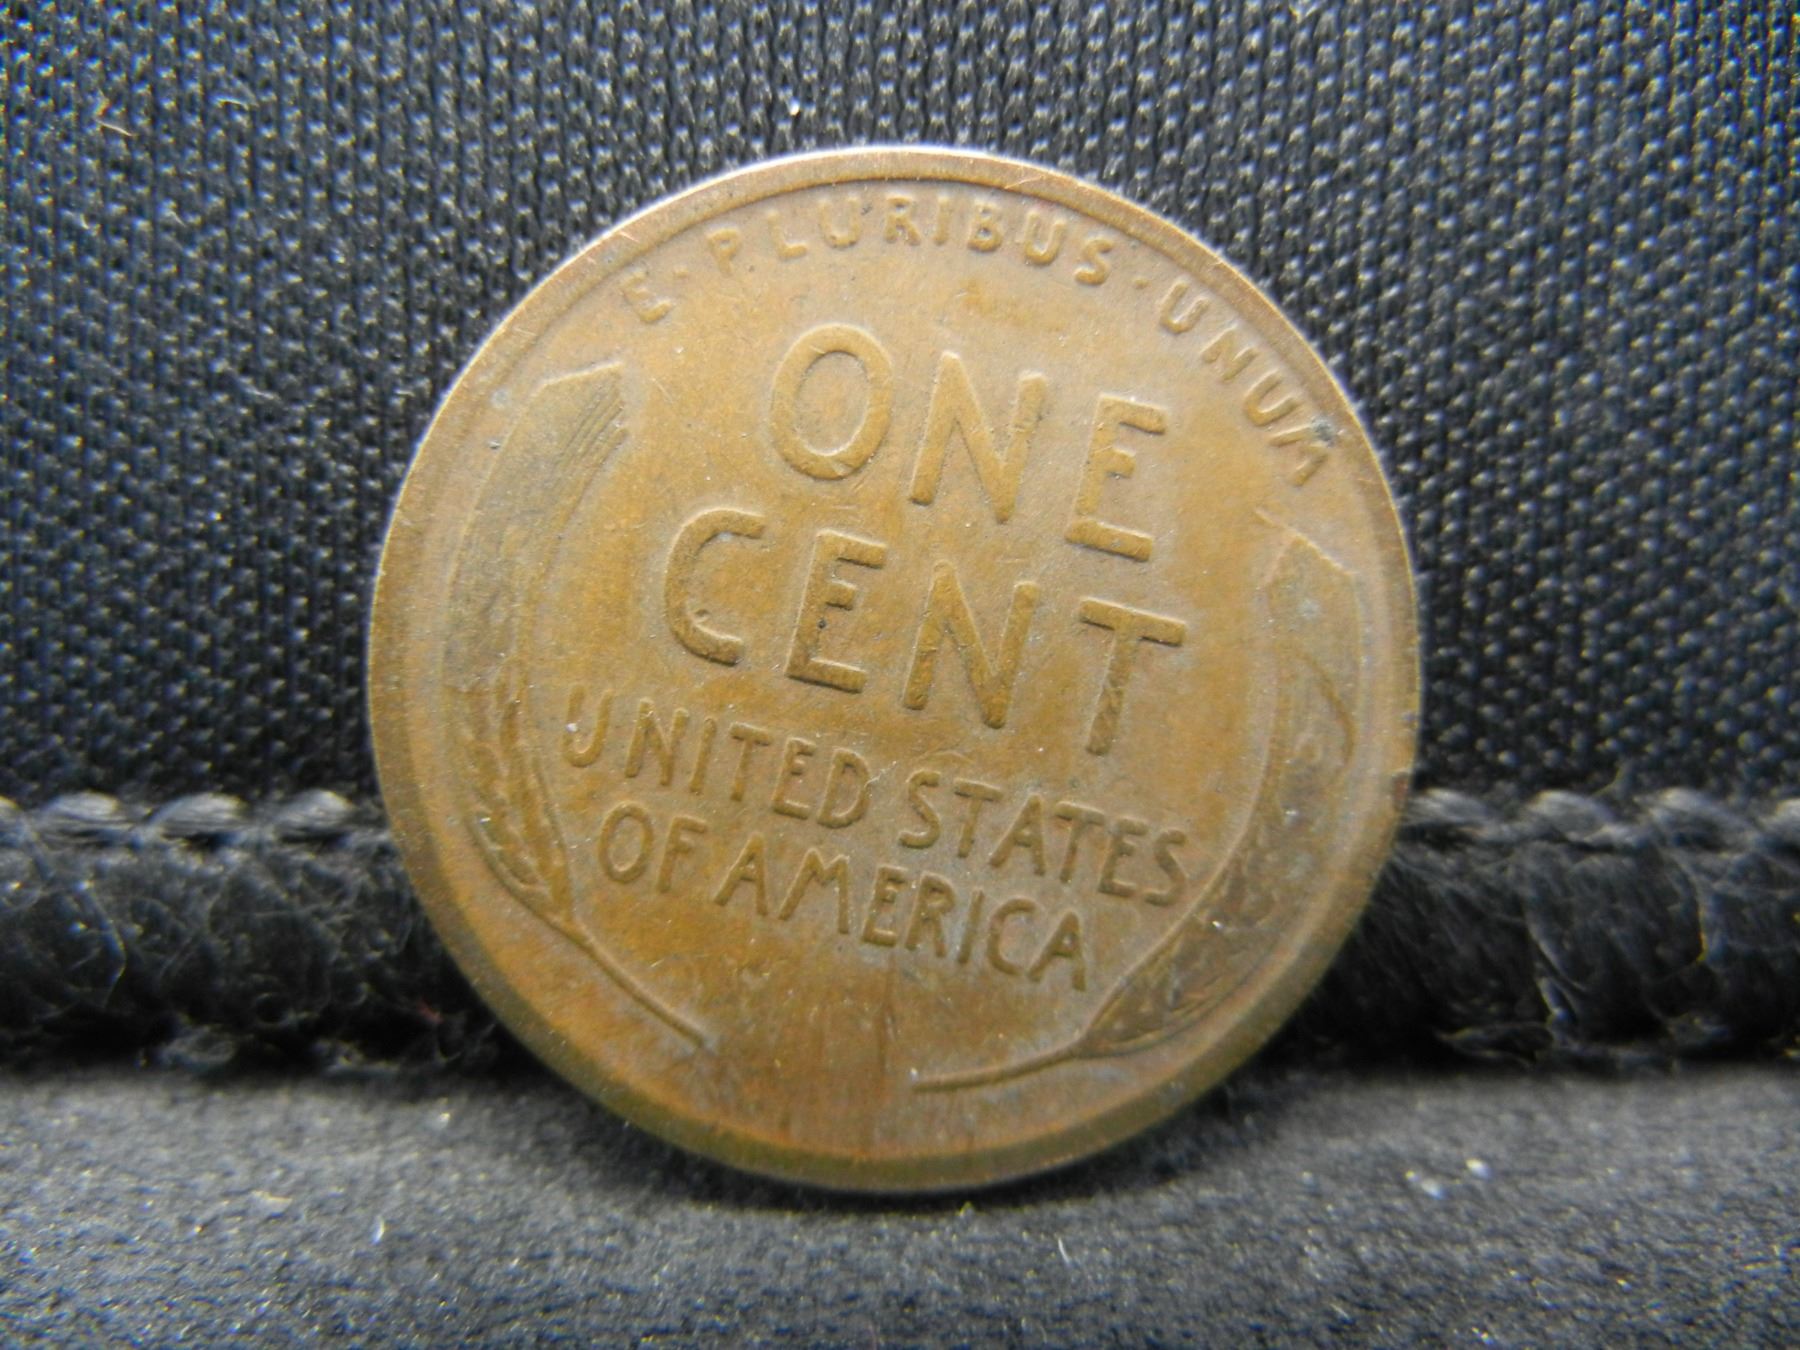 E · PLURIBUS · UNUM
ONE
CENT
UNITED STATES
OF AMERICA